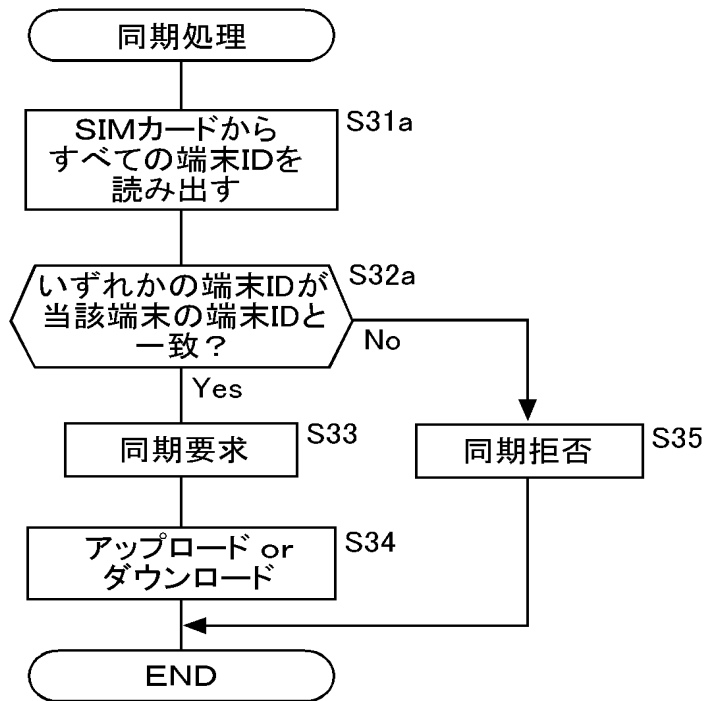 同期処理
SIMカードから
すべての端末IDを
読み出す
S31a
いずれかの端末IDが
当該端末の端末IDと
一致?
S32a
No
Yes
同期要求
S33
同期拒否
S35
アップロード or
ダウンロード
S34
END